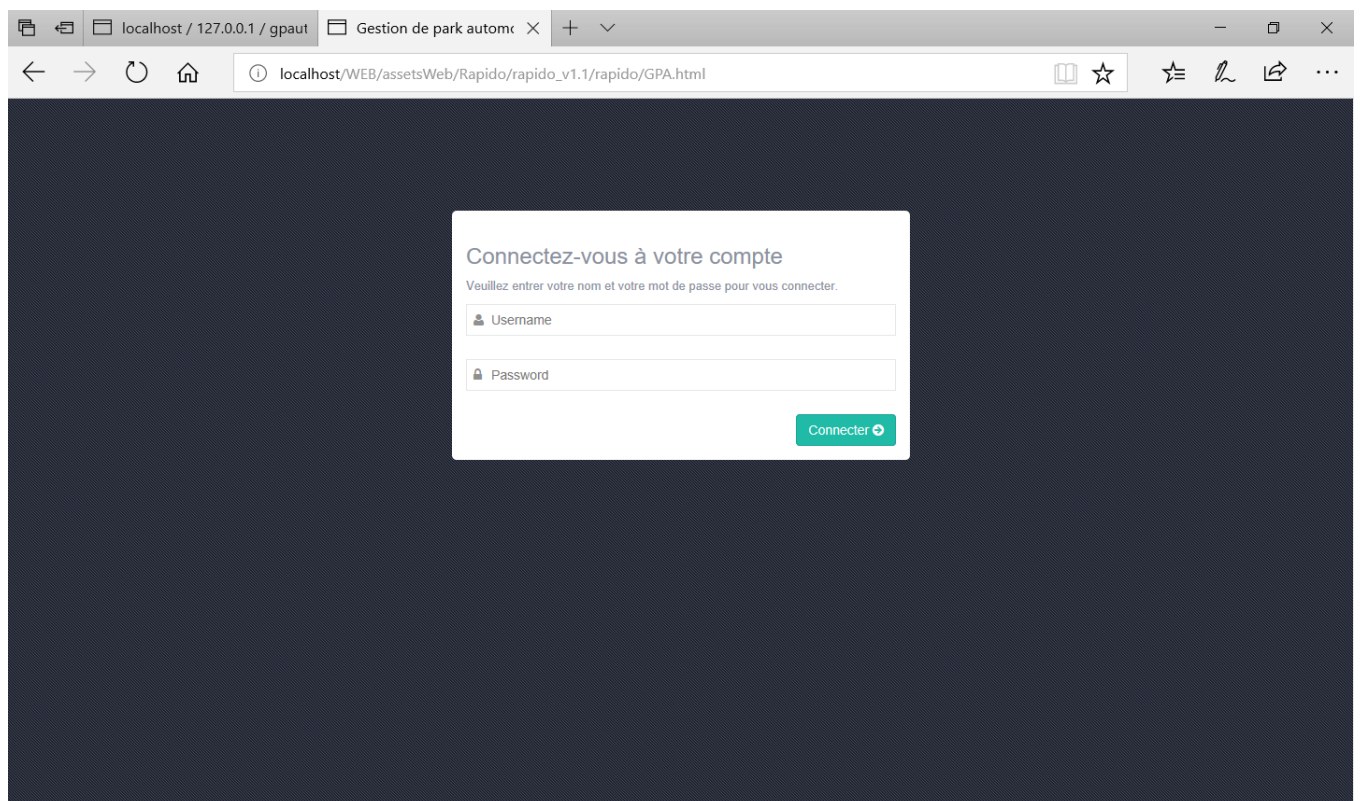 localhost / 127.0.0.1 / gpaut
Gestion de park automo
localhost/WEB/assetsWeb/Rapido/rapido_v1.1/rapido/GPA.html
Connectez-vous à votre compte
Veuillez entrer votre nom et votre mot de passe pour vous connecter.
Username
Password
Connecter